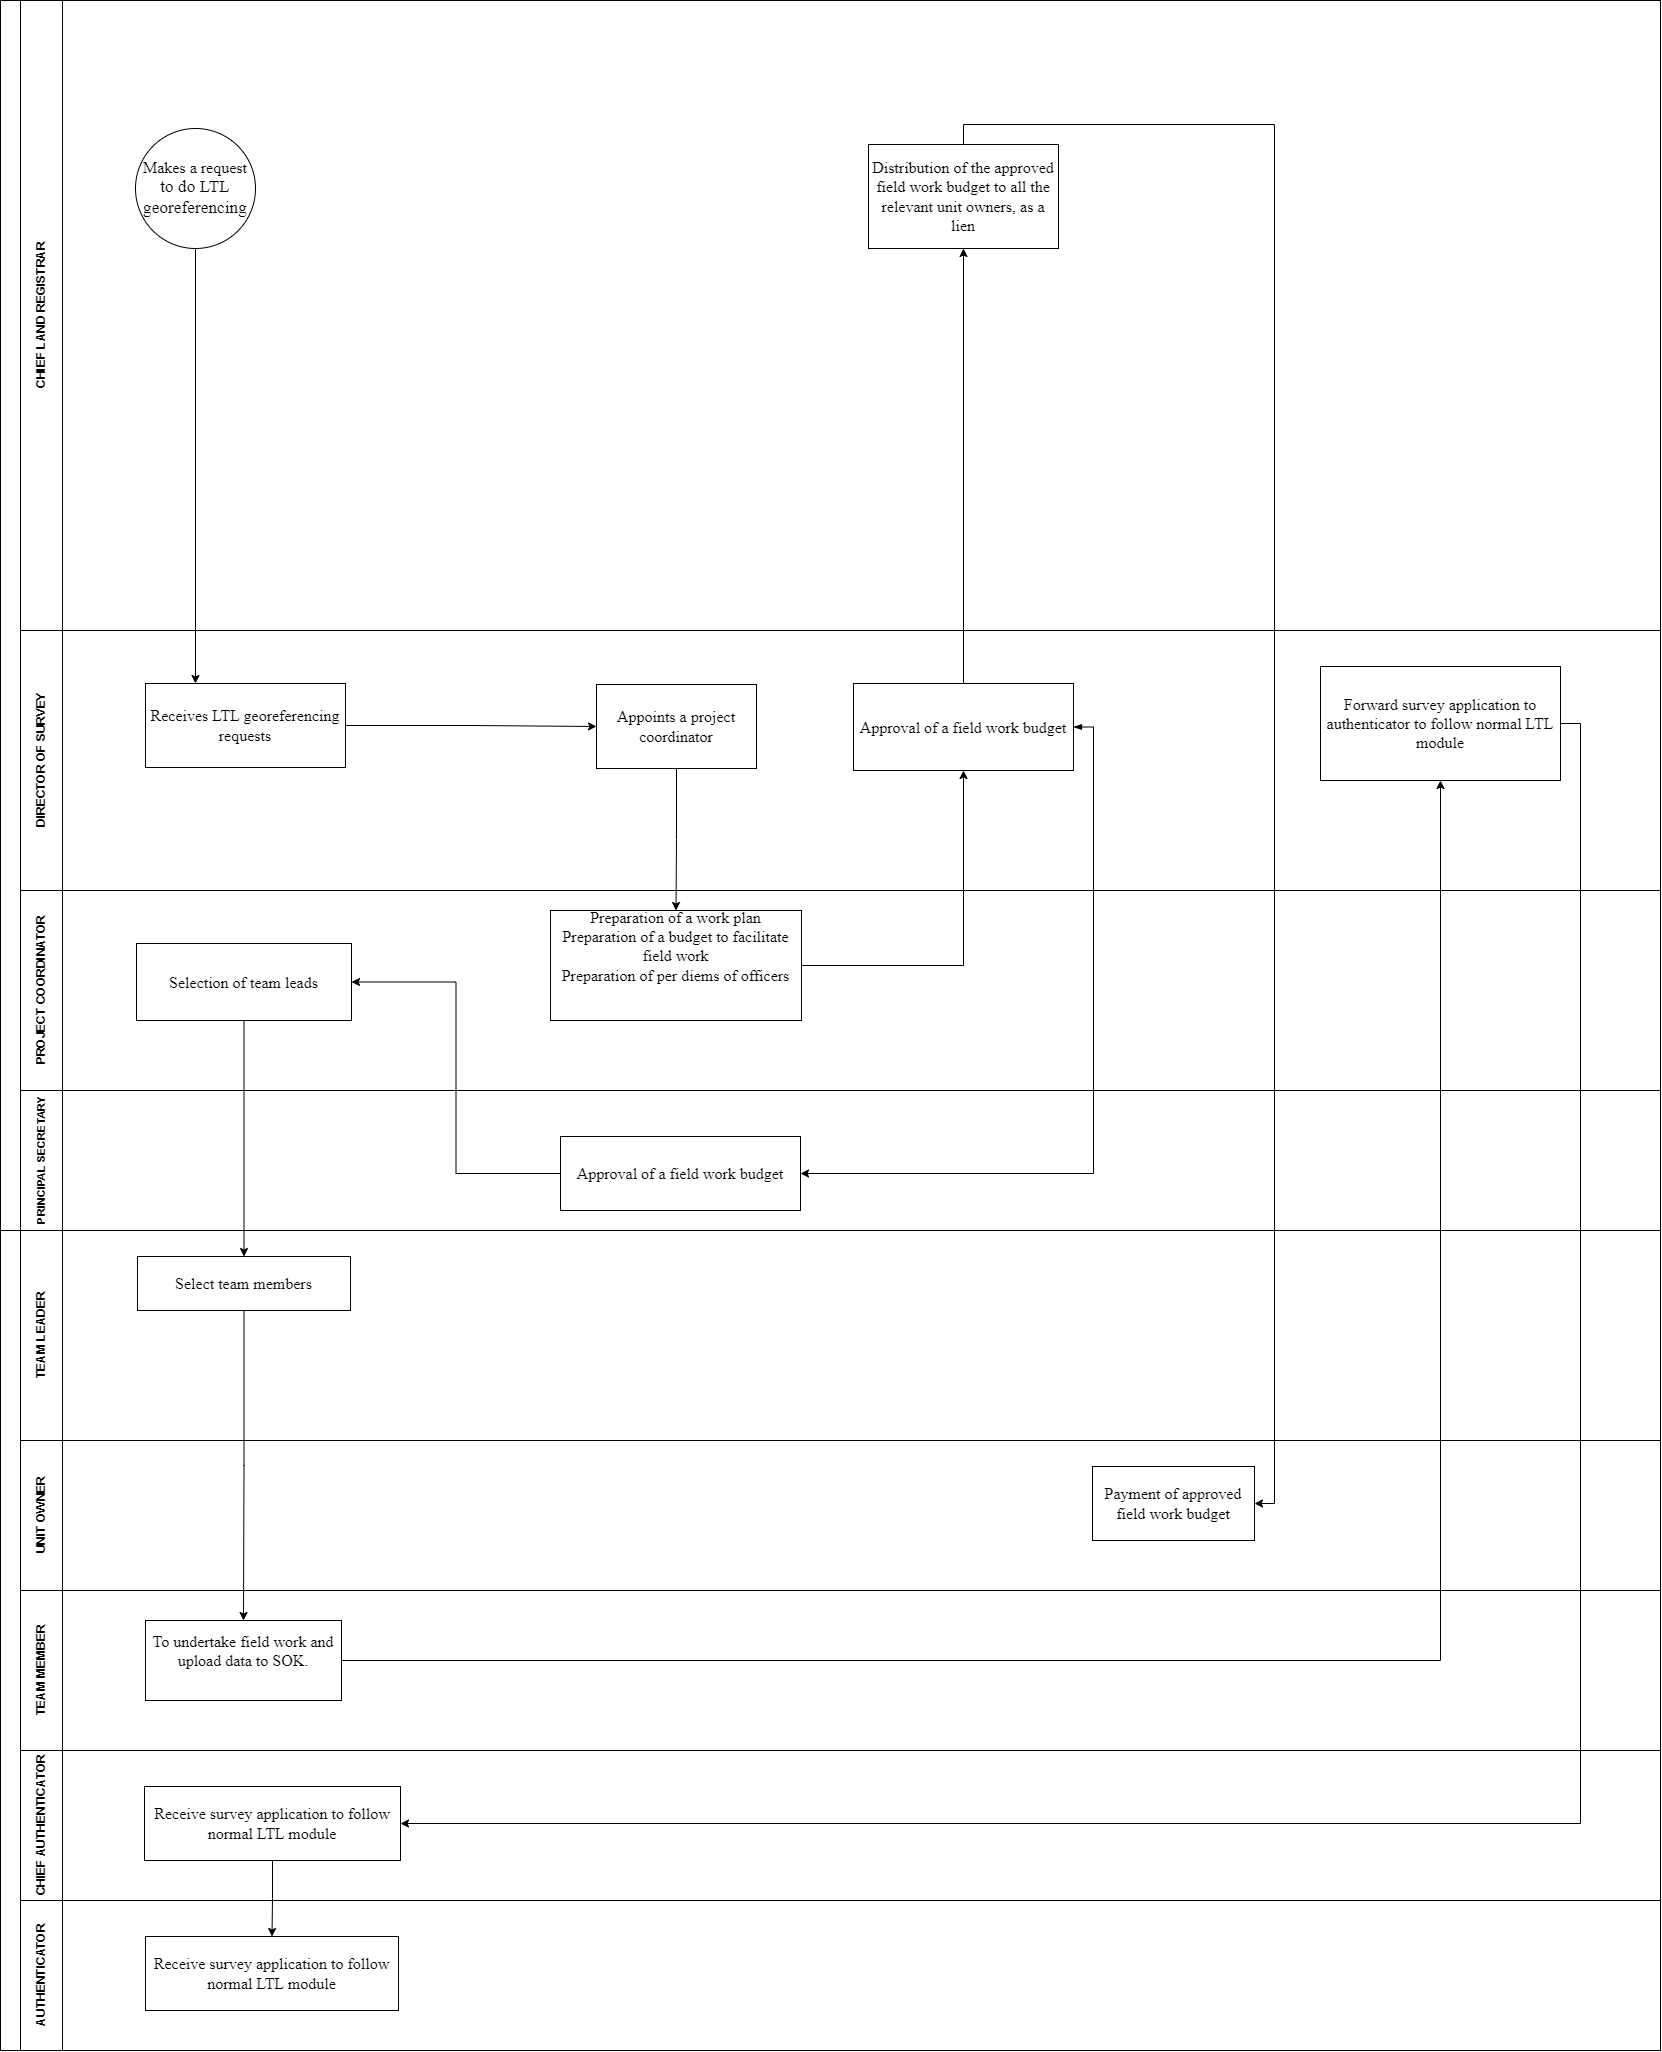 CHIEF LAND REGISTRAR
Makes a request
to do LTL
georeferencing
Distribution of the approved
field work budget to all the
relevant unit owners, as a
lien
DIRECTOR OF SURVEY
Receives LTL georeferencing
requests
Appoints a project
coordinator
Approval of a field work budget
Forward survey application to
authenticator to follow normal LTL
module
PROJECT COORDINATOR
Selection of team leads
Preparation of a work plan
Preparation of a budget to facilitate
field work
Preparation of per diems of officers
PRINCIPAL SECRETARY
Approval of a field work budget
TEAM LEADER
Select team members
UNIT OWNER
Payment of approved
field work budget
TEAM MEMBER
To undertake field work and
upload data to SOK.
CHIEF AUTHENTICATOR
Receive survey application to follow
normal LTL module
AUTHENTICATOR
Receive survey application to follow
normal LTL module